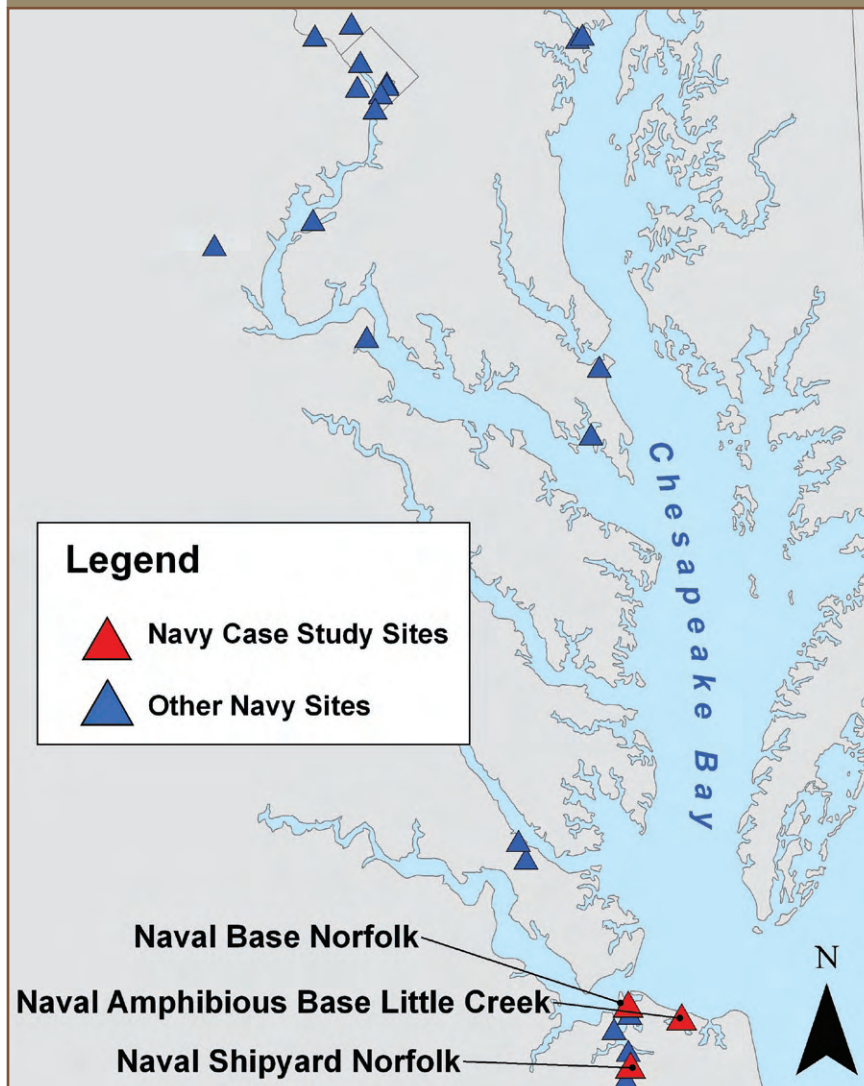 Chesapeake Bay
Legend
Navy Case Study Sites
Other Navy Sites
Naval Base Norfolk
Naval Amphibious Base Little Creek
Naval Shipyard Norfolk
N